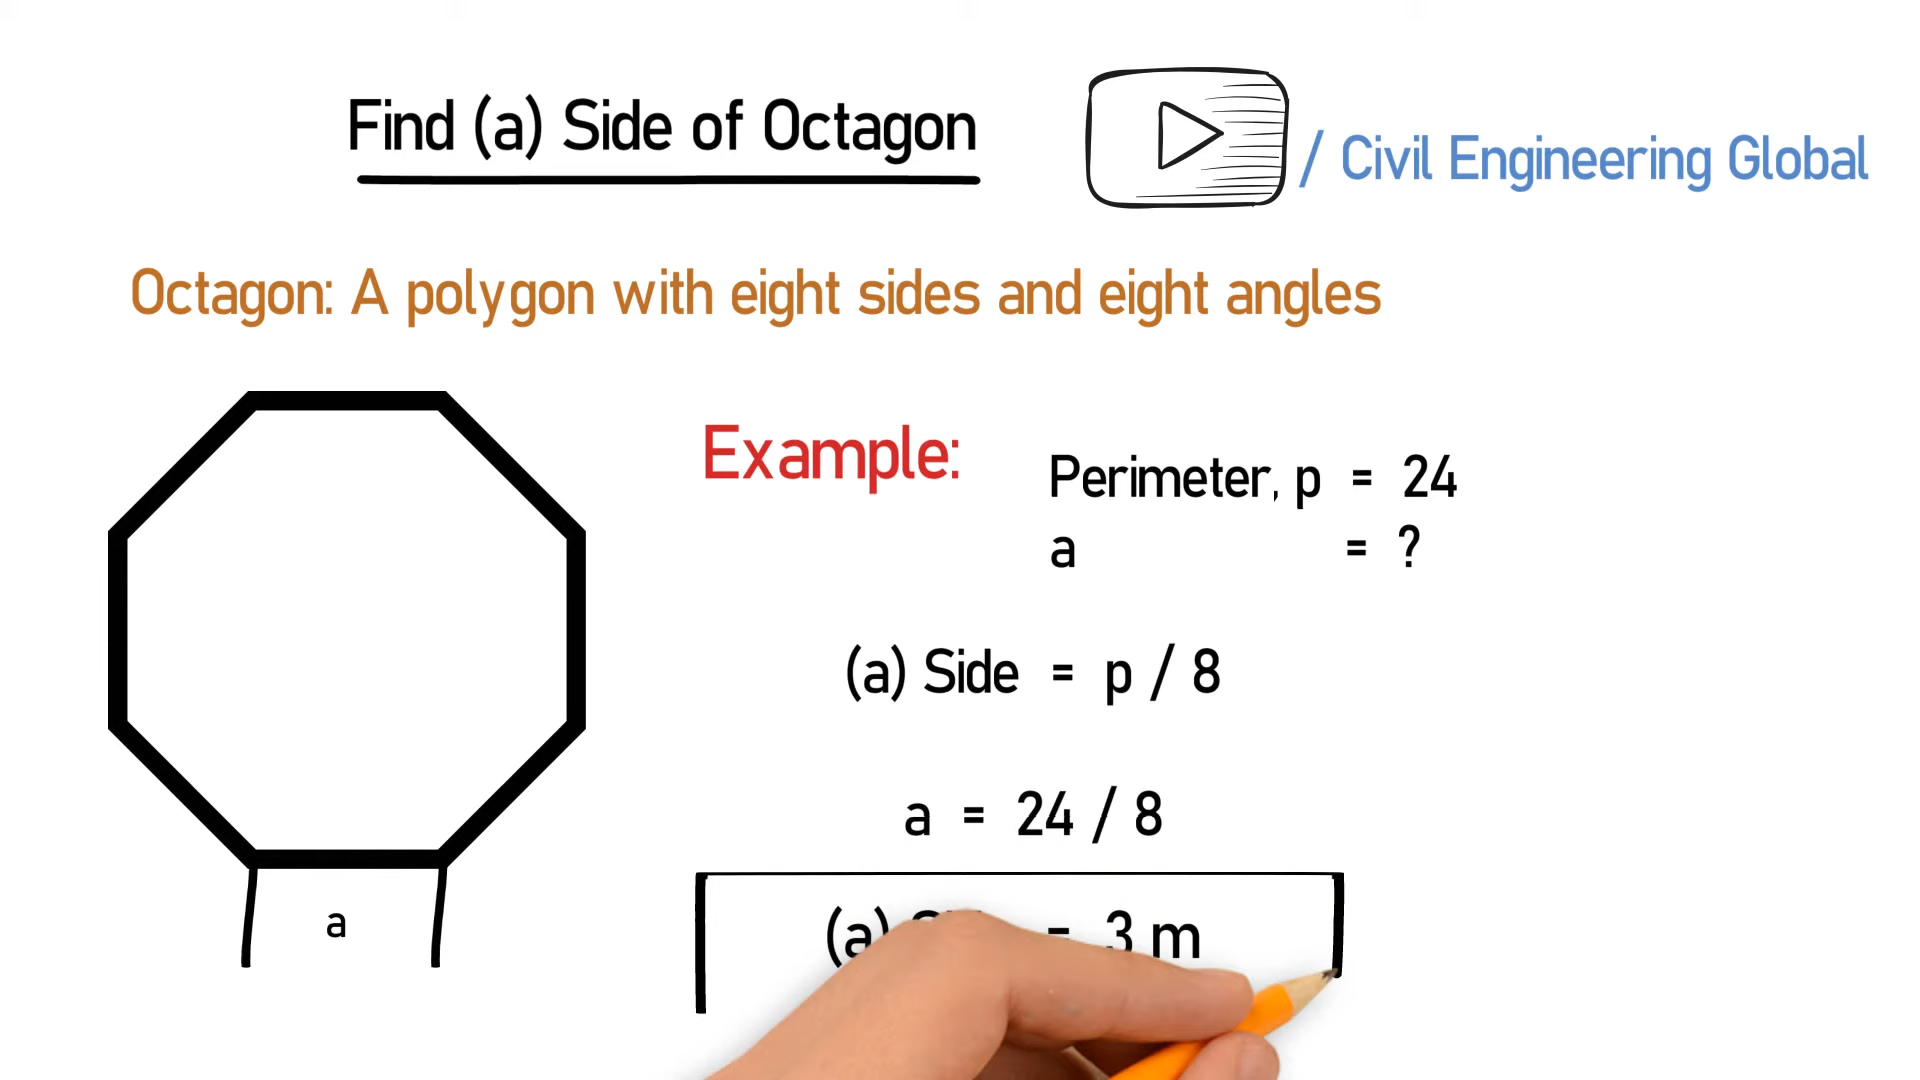 Find (a) Side of Octagon
/ Civil Engineering Global
Octagon: A polygon with eight sides and eight angles
Example:
Perimeter, p = 24
a = ?
(a) Side = p / 8
a = 24 / 8
(a) = 3 m
a